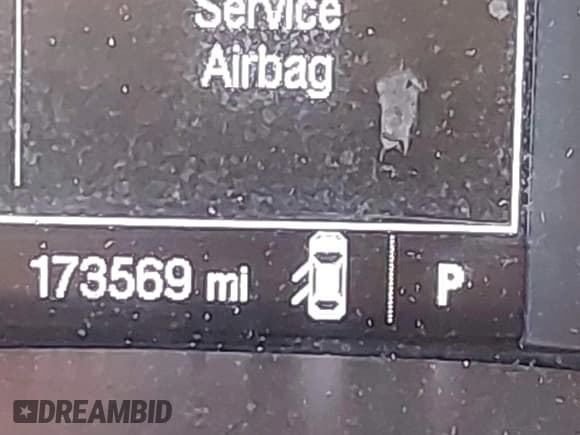 Service
Airbag
173569 mi P
DREAMBID